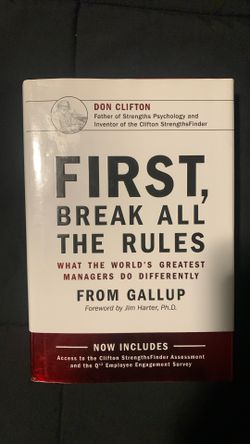 DON CLIFTON
Father of Strengths Psychology and
Inventor of the Clifton StrengthsFinder
FIRST,
BREAK ALL
THE RULES
WHAT THE WORLD'S GREATEST
MANAGERS DO DIFFERENTLY
FROM GALLUP
Foreword by Jim Harter, Ph.D.
NOW INCLUDES
Access to the Clifton StrengthsFinder Assessment
and the Q¹² Employee Engagement Survey